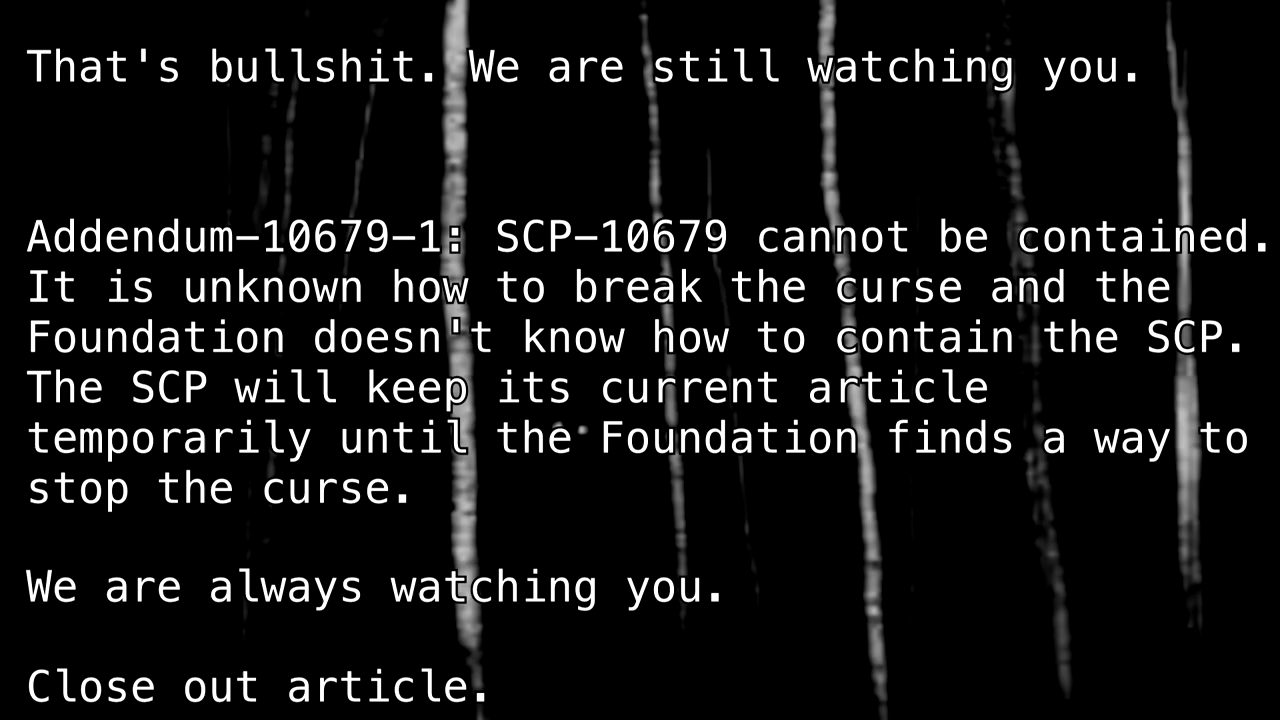 That's bullshit. We are still watching you.
Addendum-10679-1: SCP-10679 cannot be contained.
It is unknown how to break the curse and the
Foundation doesn't know how to contain the SCP.
The SCP will keep its current article
temporarily until the Foundation finds a way to
stop the curse.
We are always watching you.
Close out article.